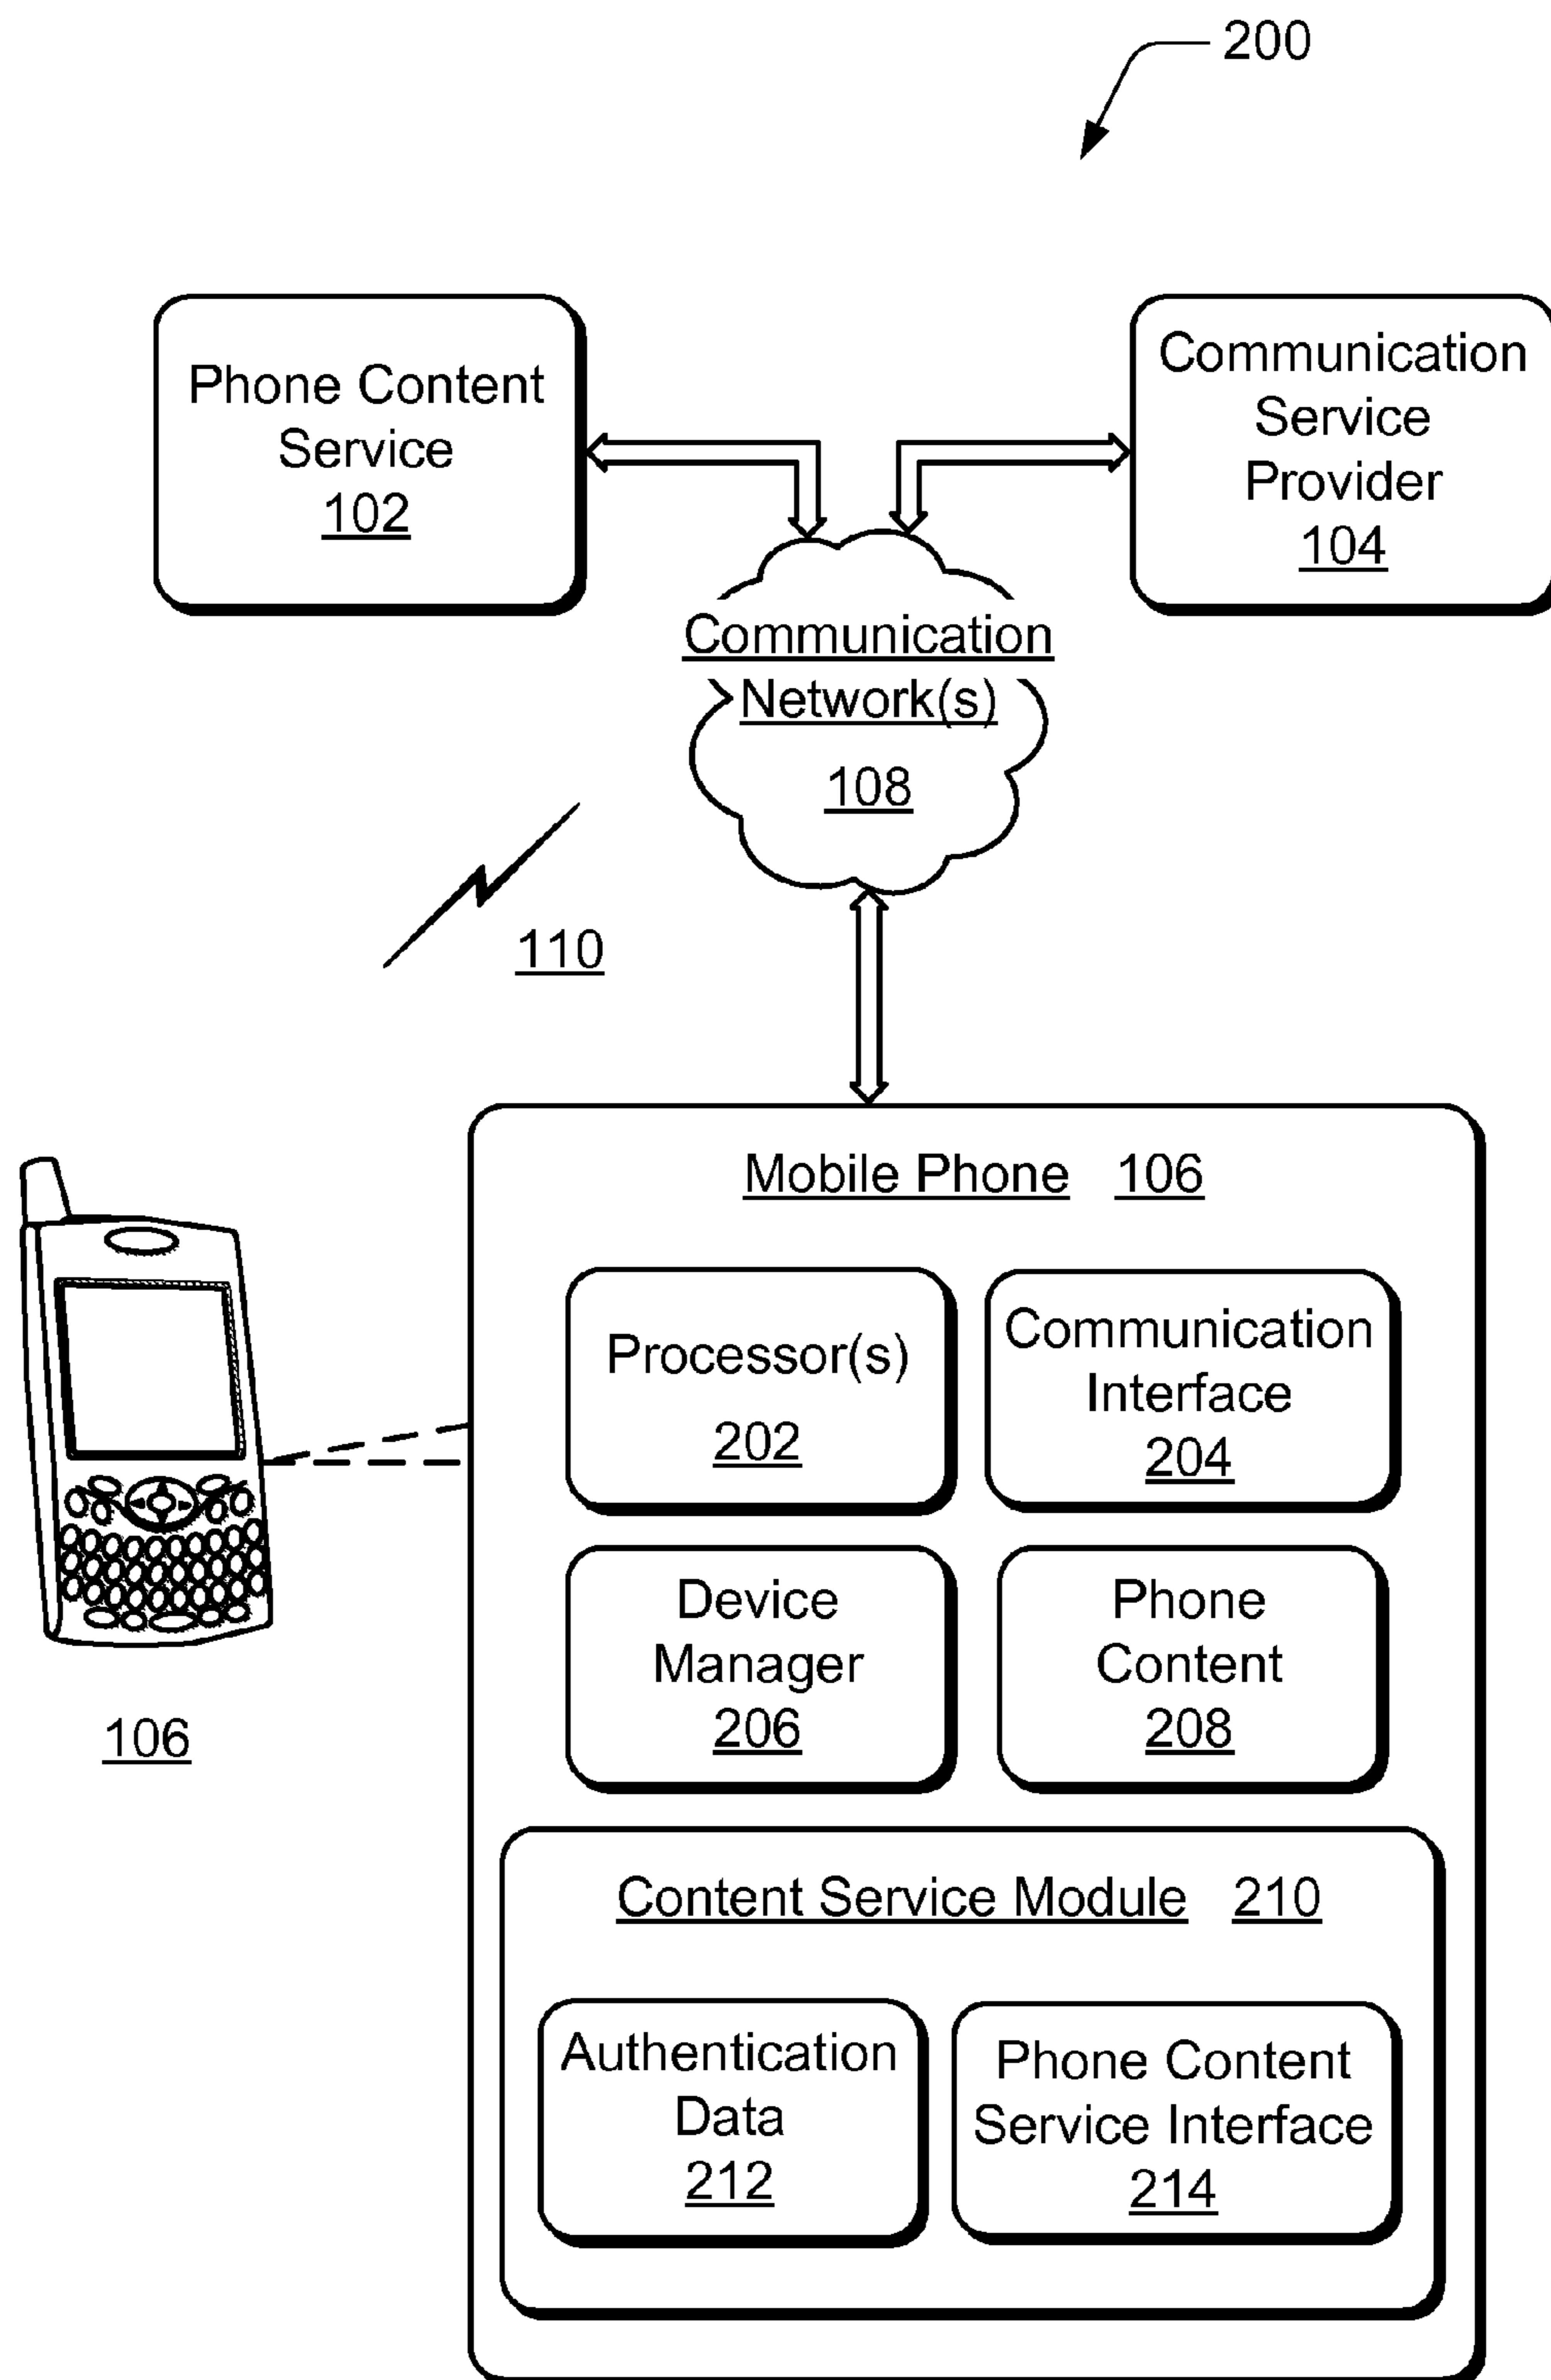 200
Phone Content
Service
102
Communication
Service
Provider
104
Communication
Network(s)
108
110
Mobile Phone 106
Processor(s)
202
Communication
Interface
204
Device
Manager
206
Phone
Content
208
106
Content Service Module 210
Authentication
Data
212
Phone Content
Service Interface
214